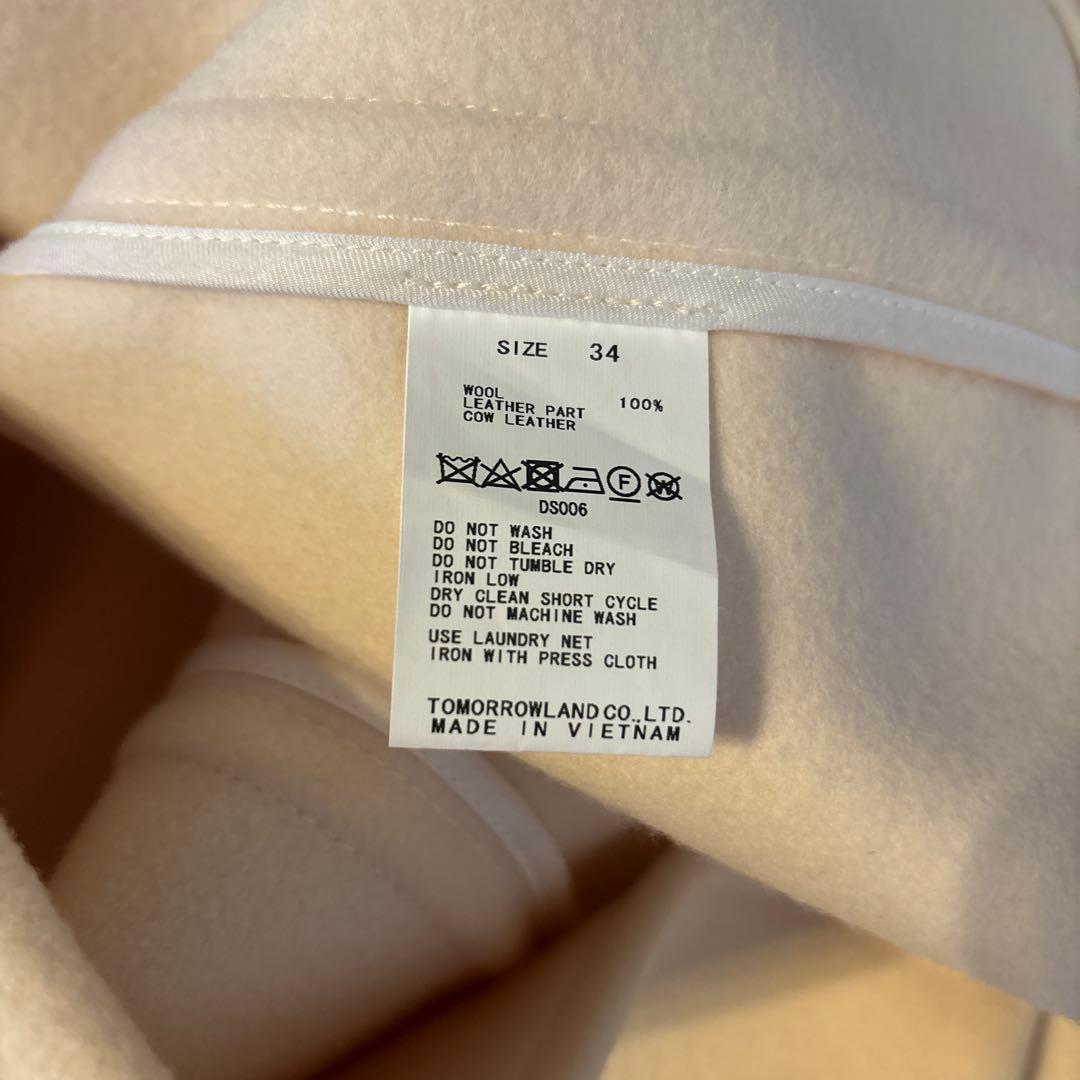 SIZE 34
WOOL 100%
LEATHER PART
COW LEATHER
F W
DS006
DO NOT WASH
DO NOT BLEACH
DO NOT TUMBLE DRY
IRON LOW
DRY CLEAN SHORT CYCLE
DO NOT MACHINE WASH
USE LAUNDRY NET
IRON WITH PRESS CLOTH
TOMORROWLAND CO.,LTD.
MADE IN VIETNAM